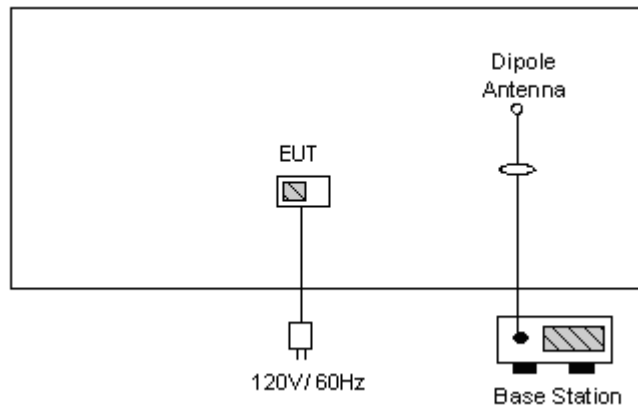 Dipole
Antenna
EUT
120V/ 60Hz
Base Station